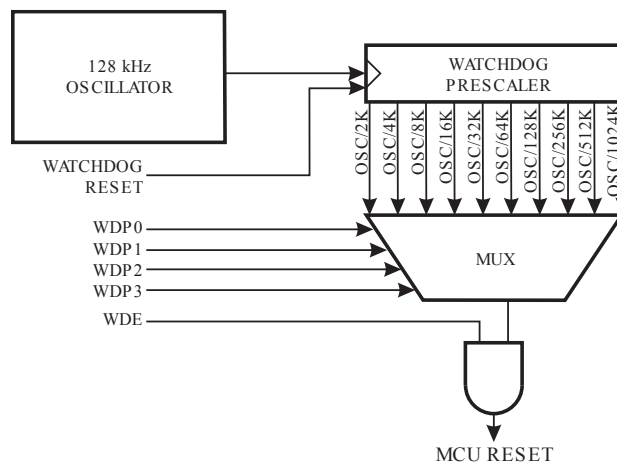 128 kHz
OSCILLATOR
WATCHDOG
PRESCALER
OSC/2K
OSC/4K
OSC/8K
OSC/16K
OSC/32K
OSC/64K
OSC/128K
OSC/256K
OSC/512K
OSC/1024K
WATCHDOG
RESET
WDP0
WDP1
WDP2
WDP3
WDE
MUX
MCU RESET